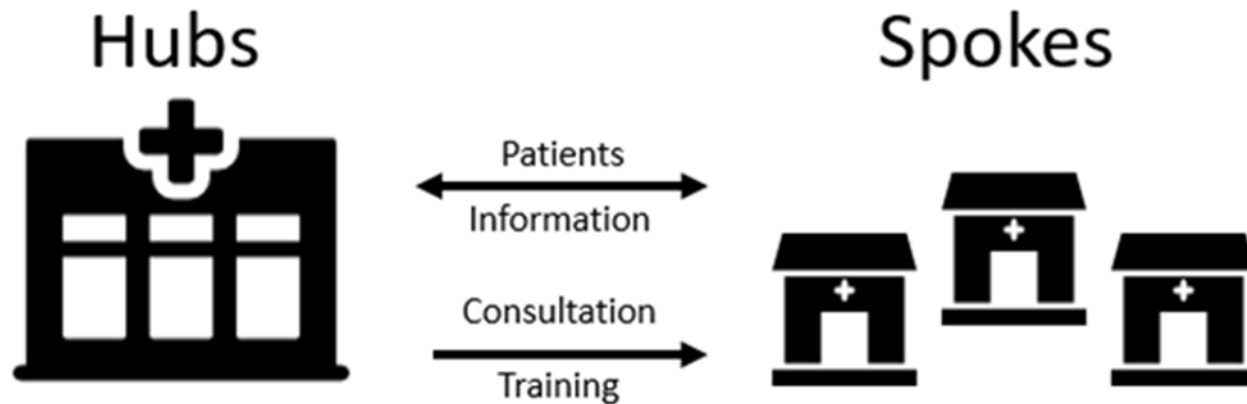 Hubs
Spokes
Patients
Information
Consultation
Training